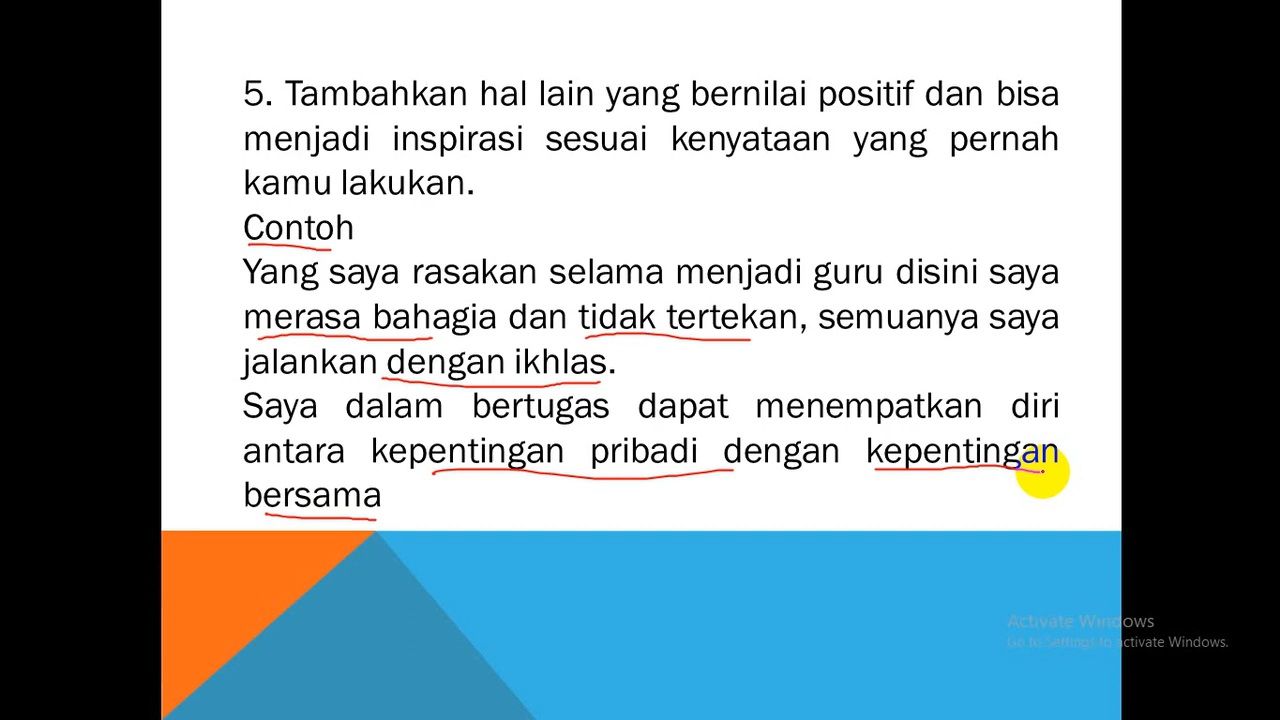 5. Tambahkan hal lain yang bernilai positif dan bisa
menjadi inspirasi sesuai kenyataan yang pernah
kamu lakukan.
Contoh
Yang saya rasakan selama menjadi guru disini saya
merasa bahagia dan tidak tertekan, semuanya saya
jalankan dengan ikhlas.
Saya dalam bertugas dapat menempatkan diri
antara kepentingan pribadi dengan kepentingan
bersama
Activate Windows
Go to Settings to activate Windows.